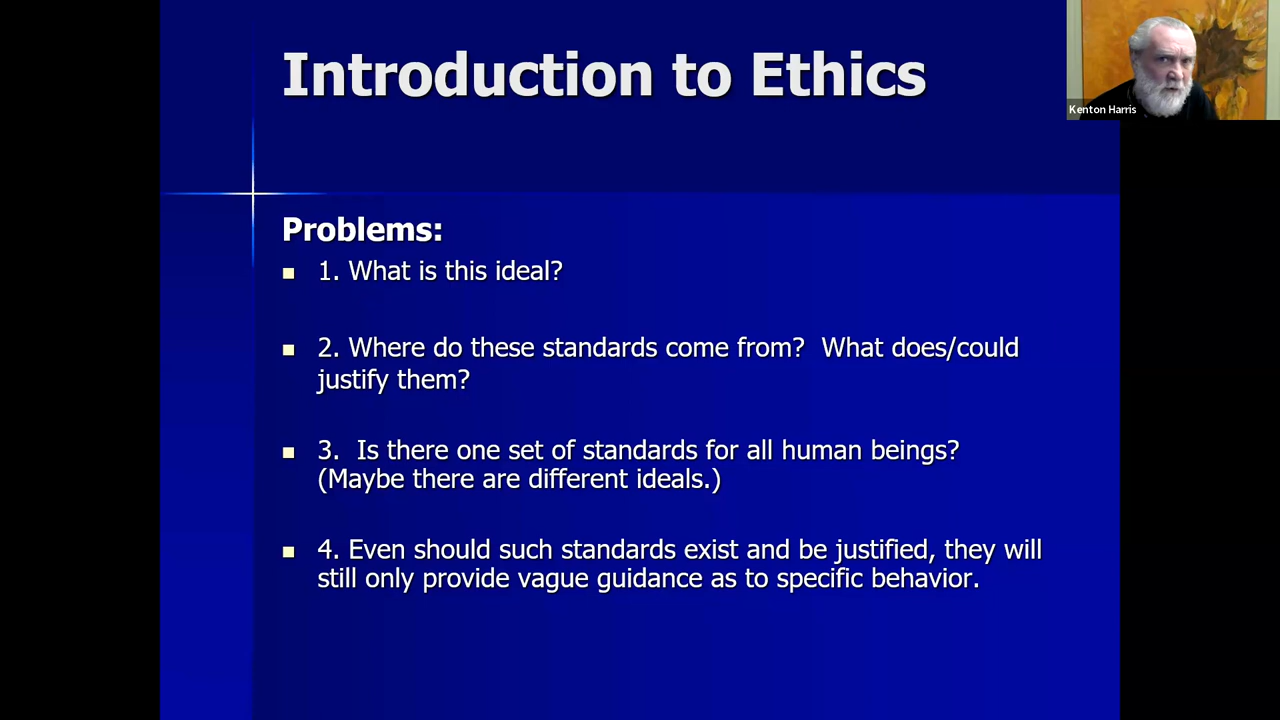 Introduction to Ethics
Kenton Harris
Problems:
1. What is this ideal?
2. Where do these standards come from?  What does/could
justify them?
3.  Is there one set of standards for all human beings?
(Maybe there are different ideals.)
4. Even should such standards exist and be justified, they will
still only provide vague guidance as to specific behavior.